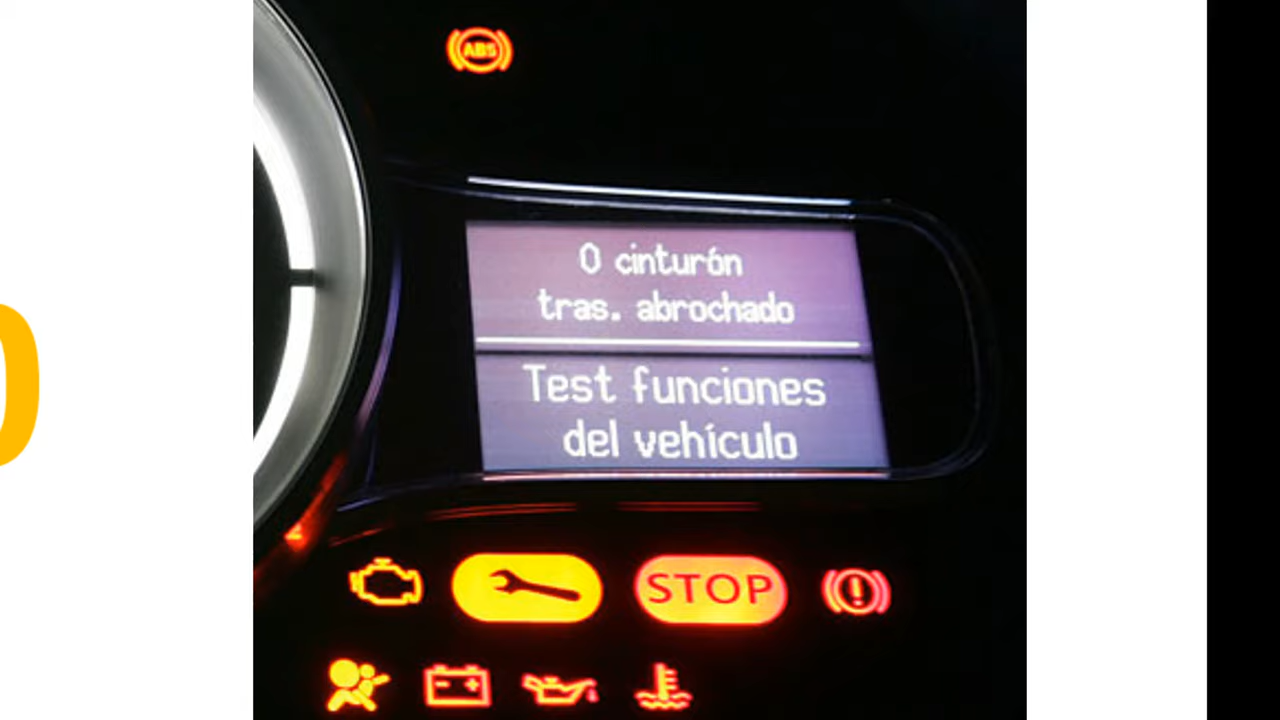 ABS
0 cinturón
tras. abrochado
Test funciones
del vehículo
STOP